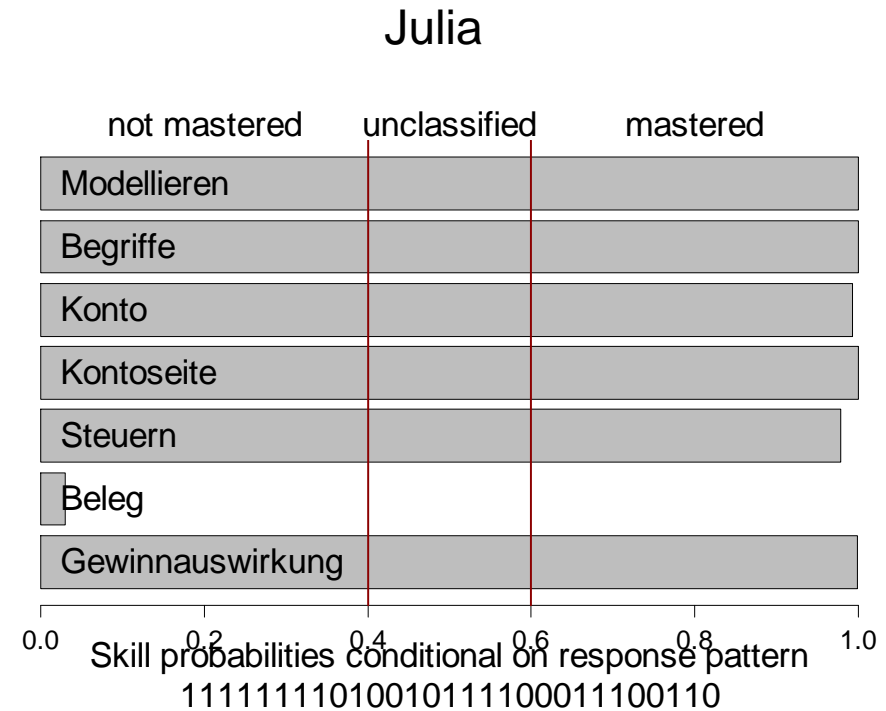 Julia
not mastered unclassified mastered
Modellieren
Begriffe
Konto
Kontoseite
Steuern
Beleg
Gewinnauswirkung
0.0 0.2 0.4 0.6 0.8 1.0
Skill probabilities conditional on response pattern
11111111010010111100011100110